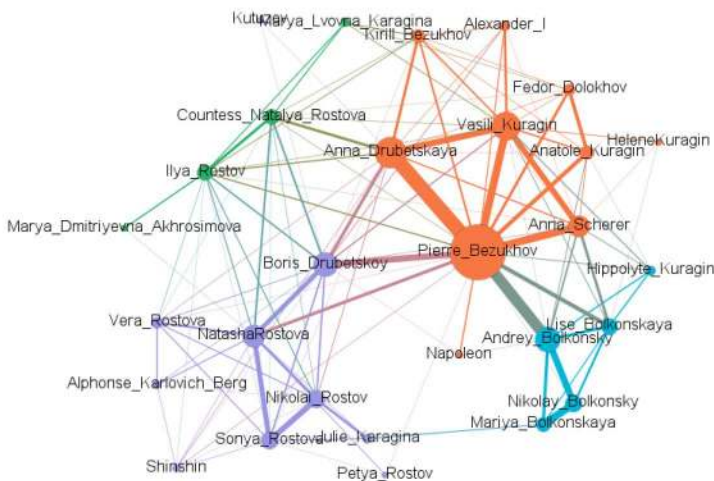 Kutuzov
Marya_Lvovna_Karagina
Kirill_Bezukhov
Alexander_I
Fedor_Dolokhov
Countess_Natalya_Rostova
Vasili_Kuragin
HeleneKuragin
Anna_Drubetskaya
Anatole_Kuragin
Ilya_Rostov
Marya_Dmitriyevna_Akhrosimova
Anna_Scherer
Pierre_Bezukhov
Boris_Drubetskoy
Hippolyte_Kuragin
Vera_Rostova
NatashaRostova
Lise_Bolkonskaya
Andrey_Bolkonsky
Napoleon
Alphonse_Karlovich_Berg
Nikolai_Rostov
Nikolay_Bolkonsky
Mariya_Bolkonskaya
Sonya_Rostova
Julie_Karagina
Shinshin
Petya_Rostov